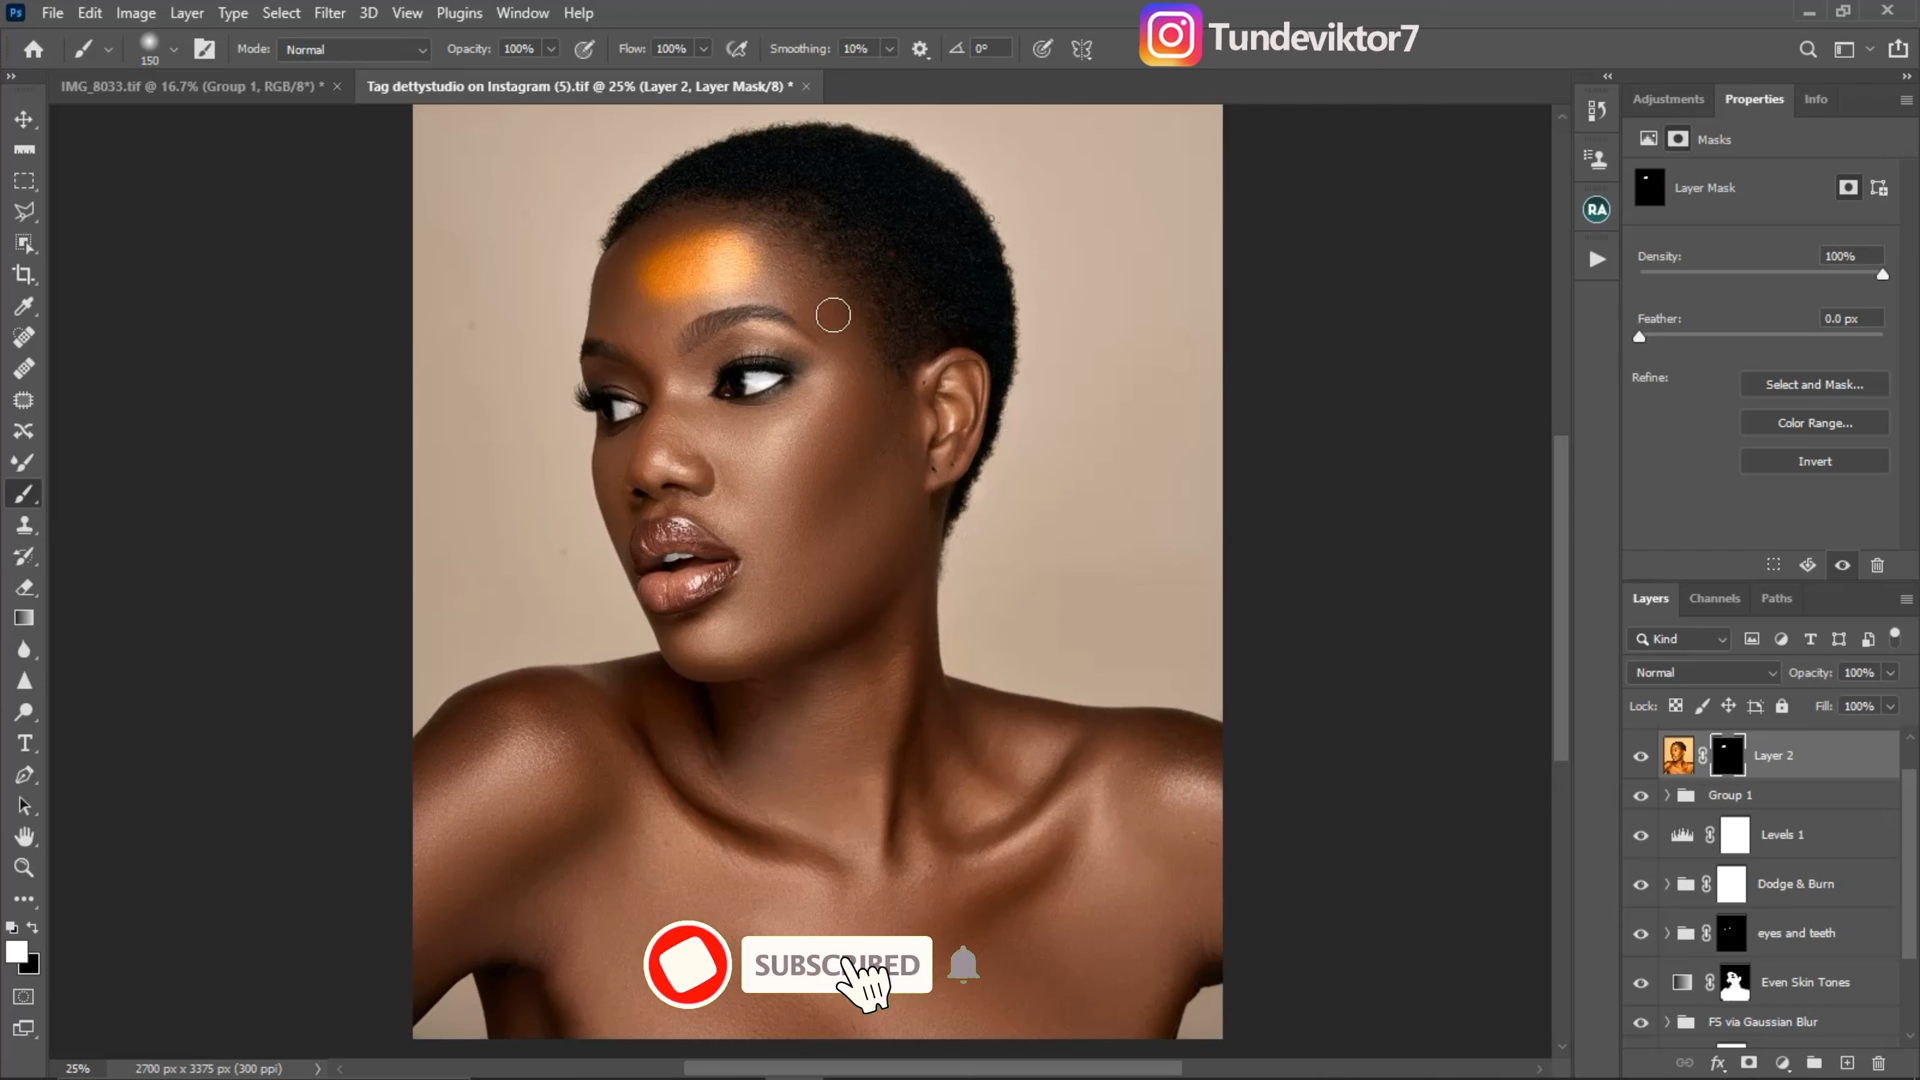 Ps File Edit Image Layer Type Select Filter 3D View Plugins Window Help
Tundeviktor7
150 Mode: Normal Opacity: 100% Flow: 100% Smoothing: 10% 0°
IMG_8033.tif @ 16.7% (Group 1, RGB/8*) * × Tag dettystudio on Instagram (5).tif @ 25% (Layer 2, Layer Mask/8) * ×
Adjustments Properties Info
Masks
Layer Mask
RA
Density: 100%
Feather: 0.0 px
Refine: Select and Mask...
Color Range...
Invert
Layers Channels Paths
Kind
Normal Opacity: 100%
Lock: Fill: 100%
Layer 2
Group 1
Levels 1
Dodge & Burn
eyes and teeth
Even Skin Tones
FS via Gaussian Blur
SUBSCRIBED
25% 2700 px x 3375 px (300 ppi)
fx